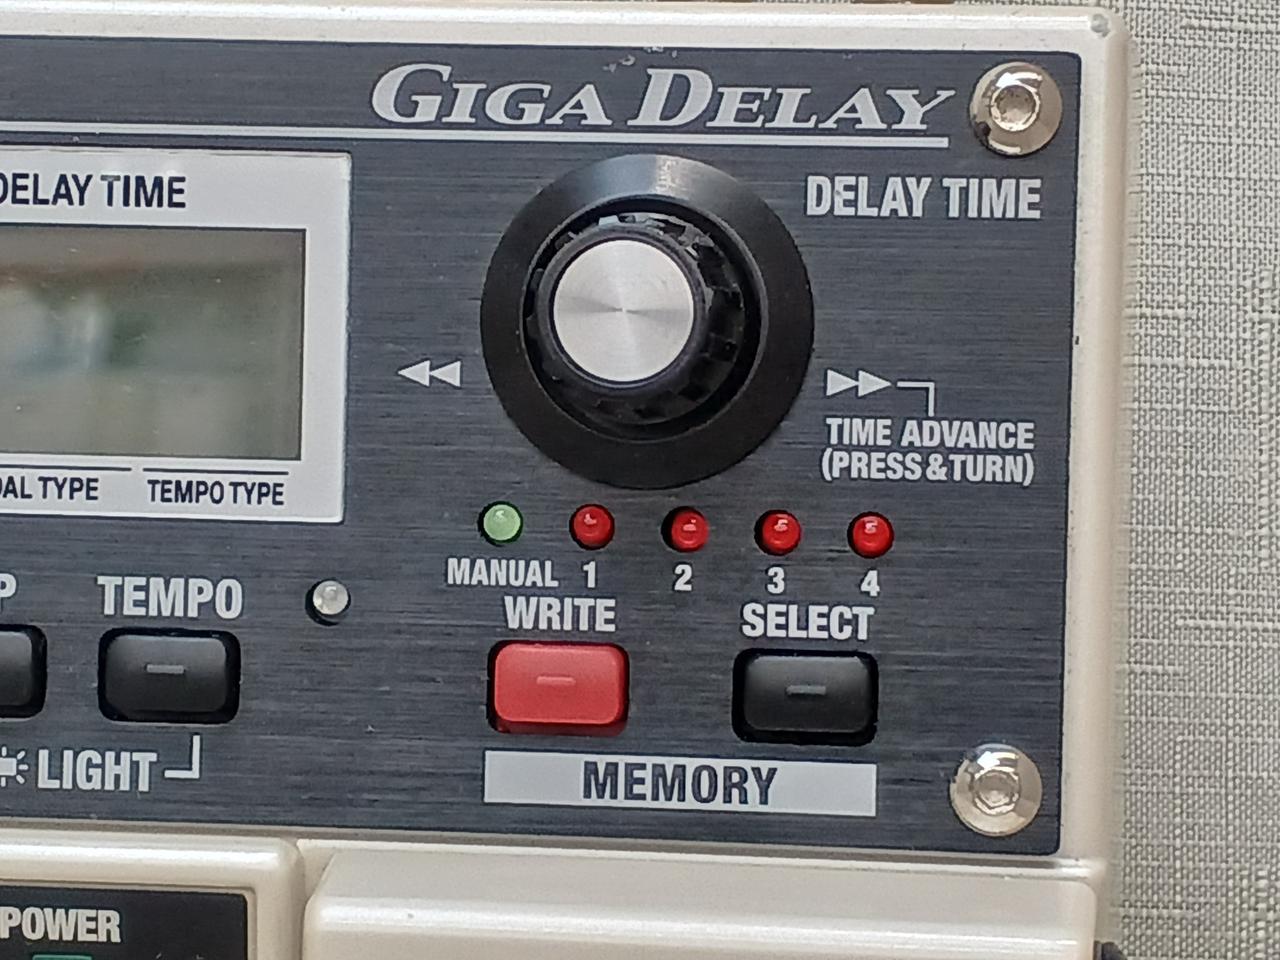 GIGA DELAY
DELAY TIME
DELAY TIME
TIME ADVANCE
(PRESS & TURN)
TYPE
TEMPO TYPE
MANUAL 1 2 3 4
TEMPO
WRITE
SELECT
LIGHT
MEMORY
POWER